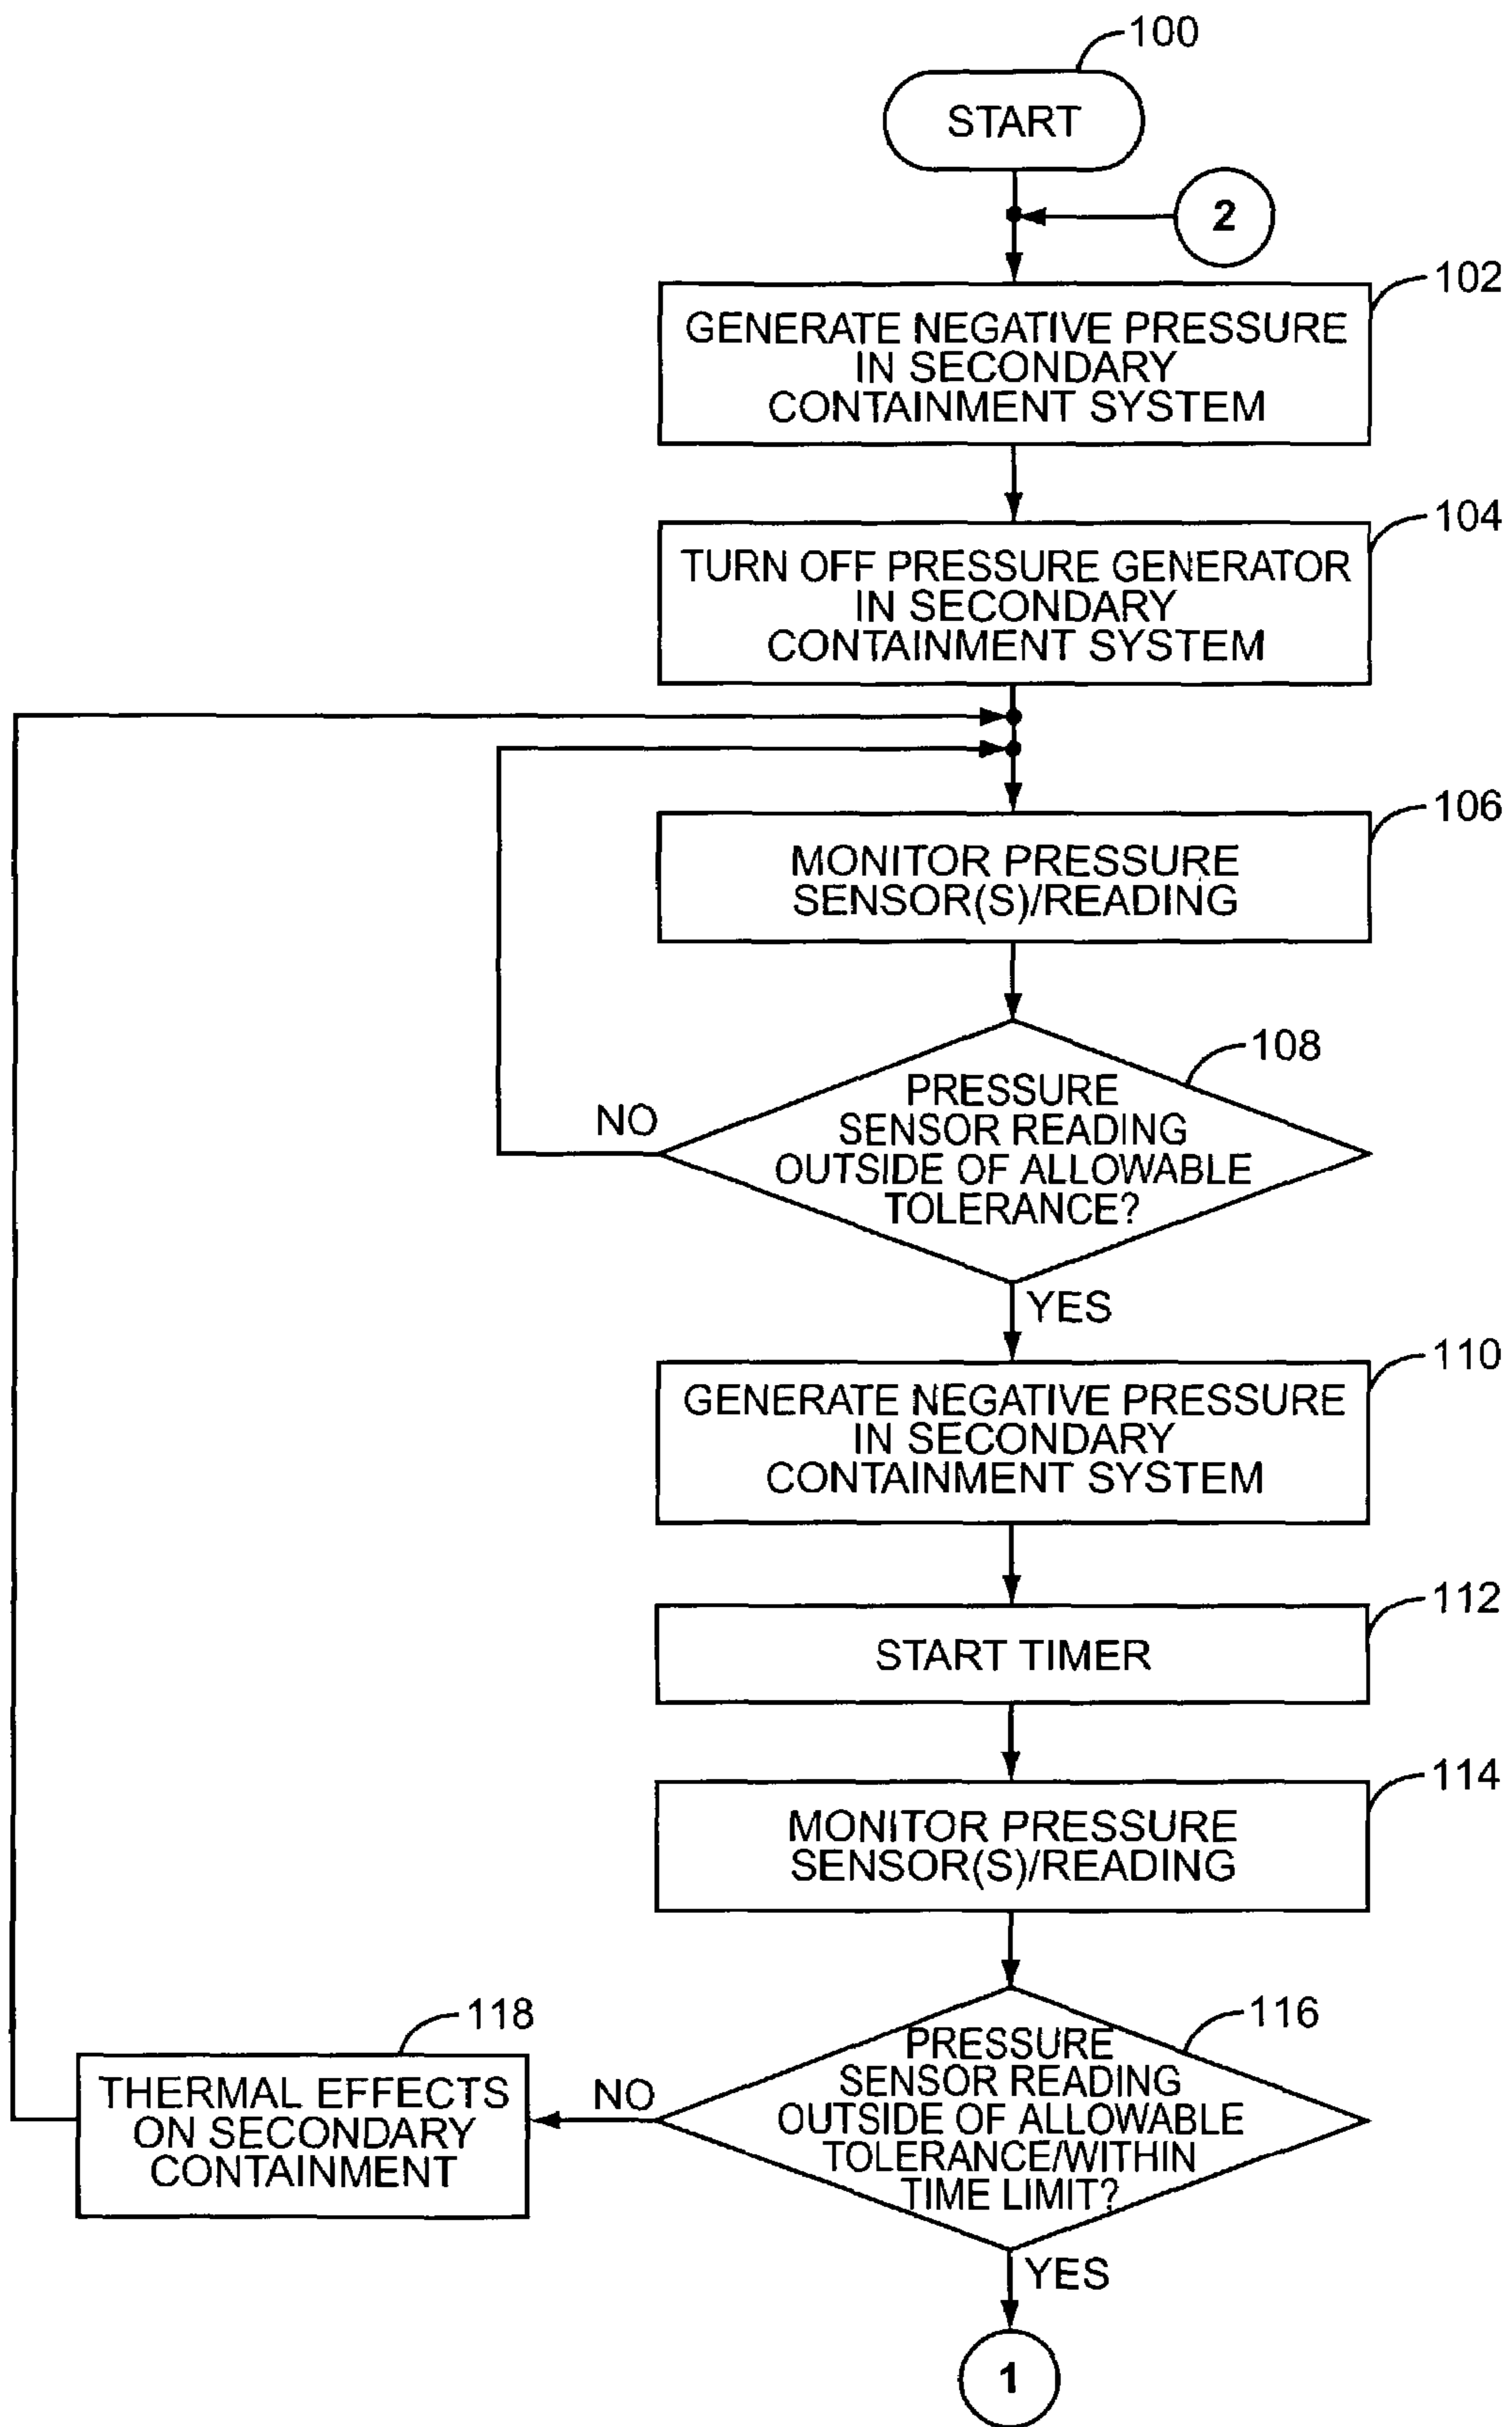 100
START
2
102
GENERATE NEGATIVE PRESSURE
IN SECONDARY
CONTAINMENT SYSTEM
104
TURN OFF PRESSURE GENERATOR
IN SECONDARY
CONTAINMENT SYSTEM
106
MONITOR PRESSURE
SENSOR(S)/READING
108
PRESSURE
SENSOR READING
OUTSIDE OF ALLOWABLE
TOLERANCE?
NO
YES
110
GENERATE NEGATIVE PRESSURE
IN SECONDARY
CONTAINMENT SYSTEM
112
START TIMER
114
MONITOR PRESSURE
SENSOR(S)/READING
116
PRESSURE
SENSOR READING
OUTSIDE OF ALLOWABLE
TOLERANCE/WITHIN
TIME LIMIT?
NO
118
THERMAL EFFECTS
ON SECONDARY
CONTAINMENT
YES
1